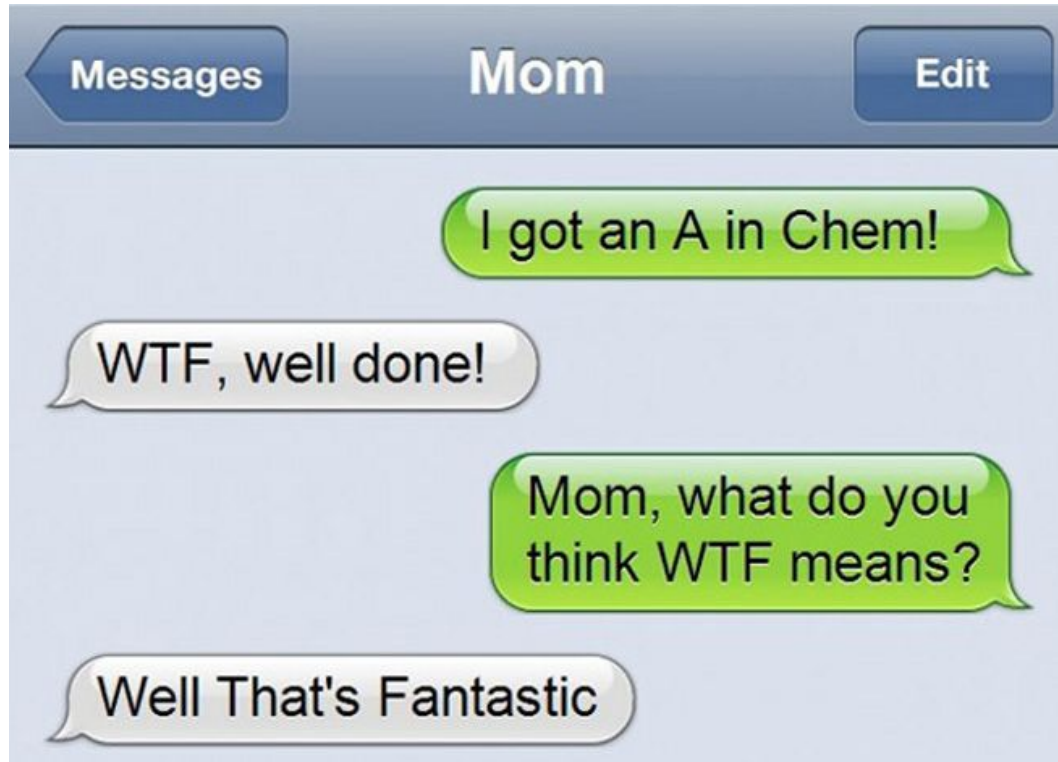 Messages Mom Edit
I got an A in Chem!
WTF, well done!
Mom, what do you
think WTF means?
Well That's Fantastic